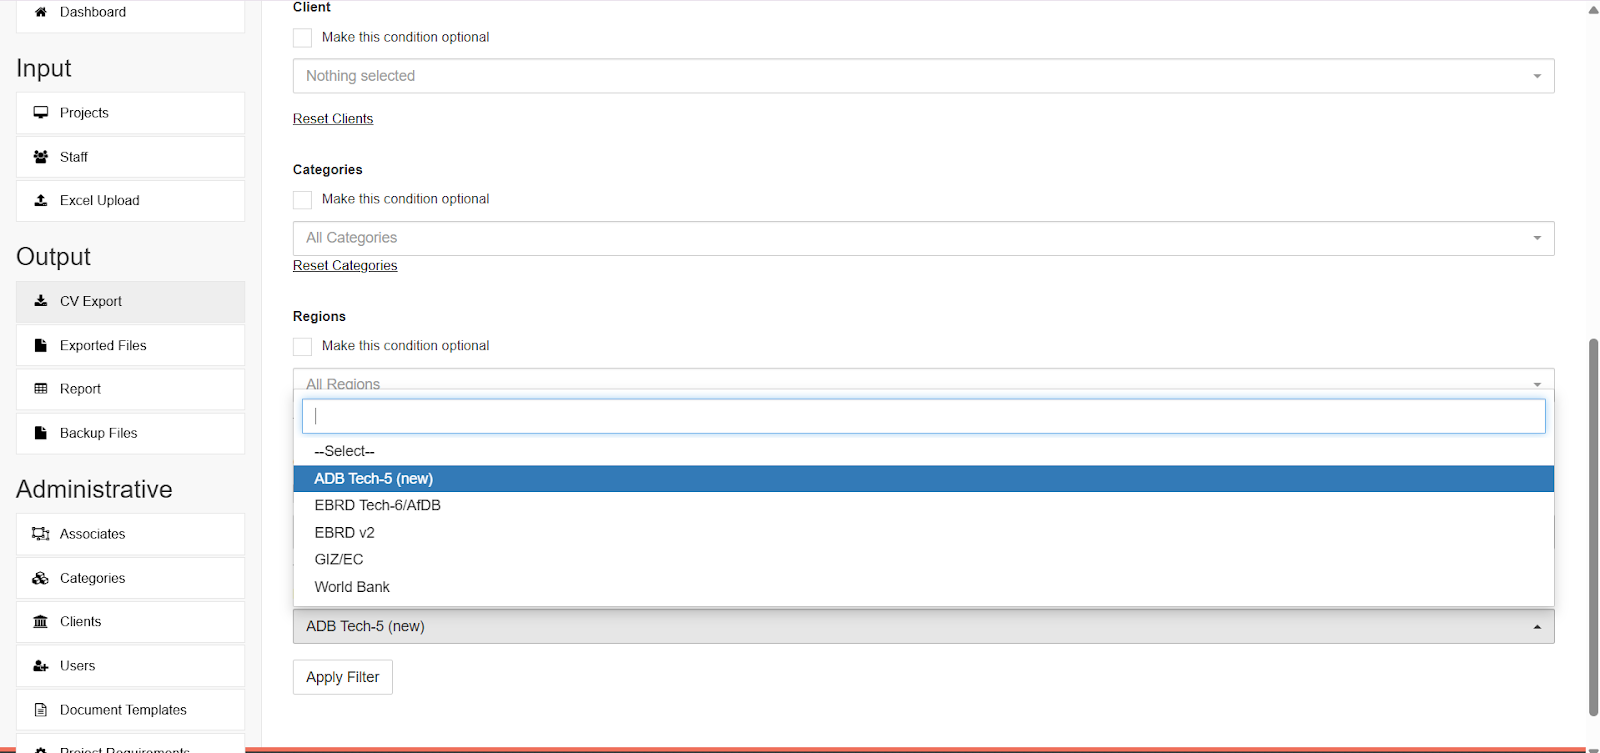 Dashboard
Input
Projects
Staff
Excel Upload
Output
CV Export
Exported Files
Report
Backup Files
Administrative
Associates
Categories
Clients
Users
Document Templates
Project Requirements
Client
Make this condition optional
Nothing selected
Reset Clients
Categories
Make this condition optional
All Categories
Reset Categories
Regions
Make this condition optional
All Regions
--Select--
ADB Tech-5 (new)
EBRD Tech-6/AfDB
EBRD v2
GIZ/EC
World Bank
ADB Tech-5 (new)
Apply Filter